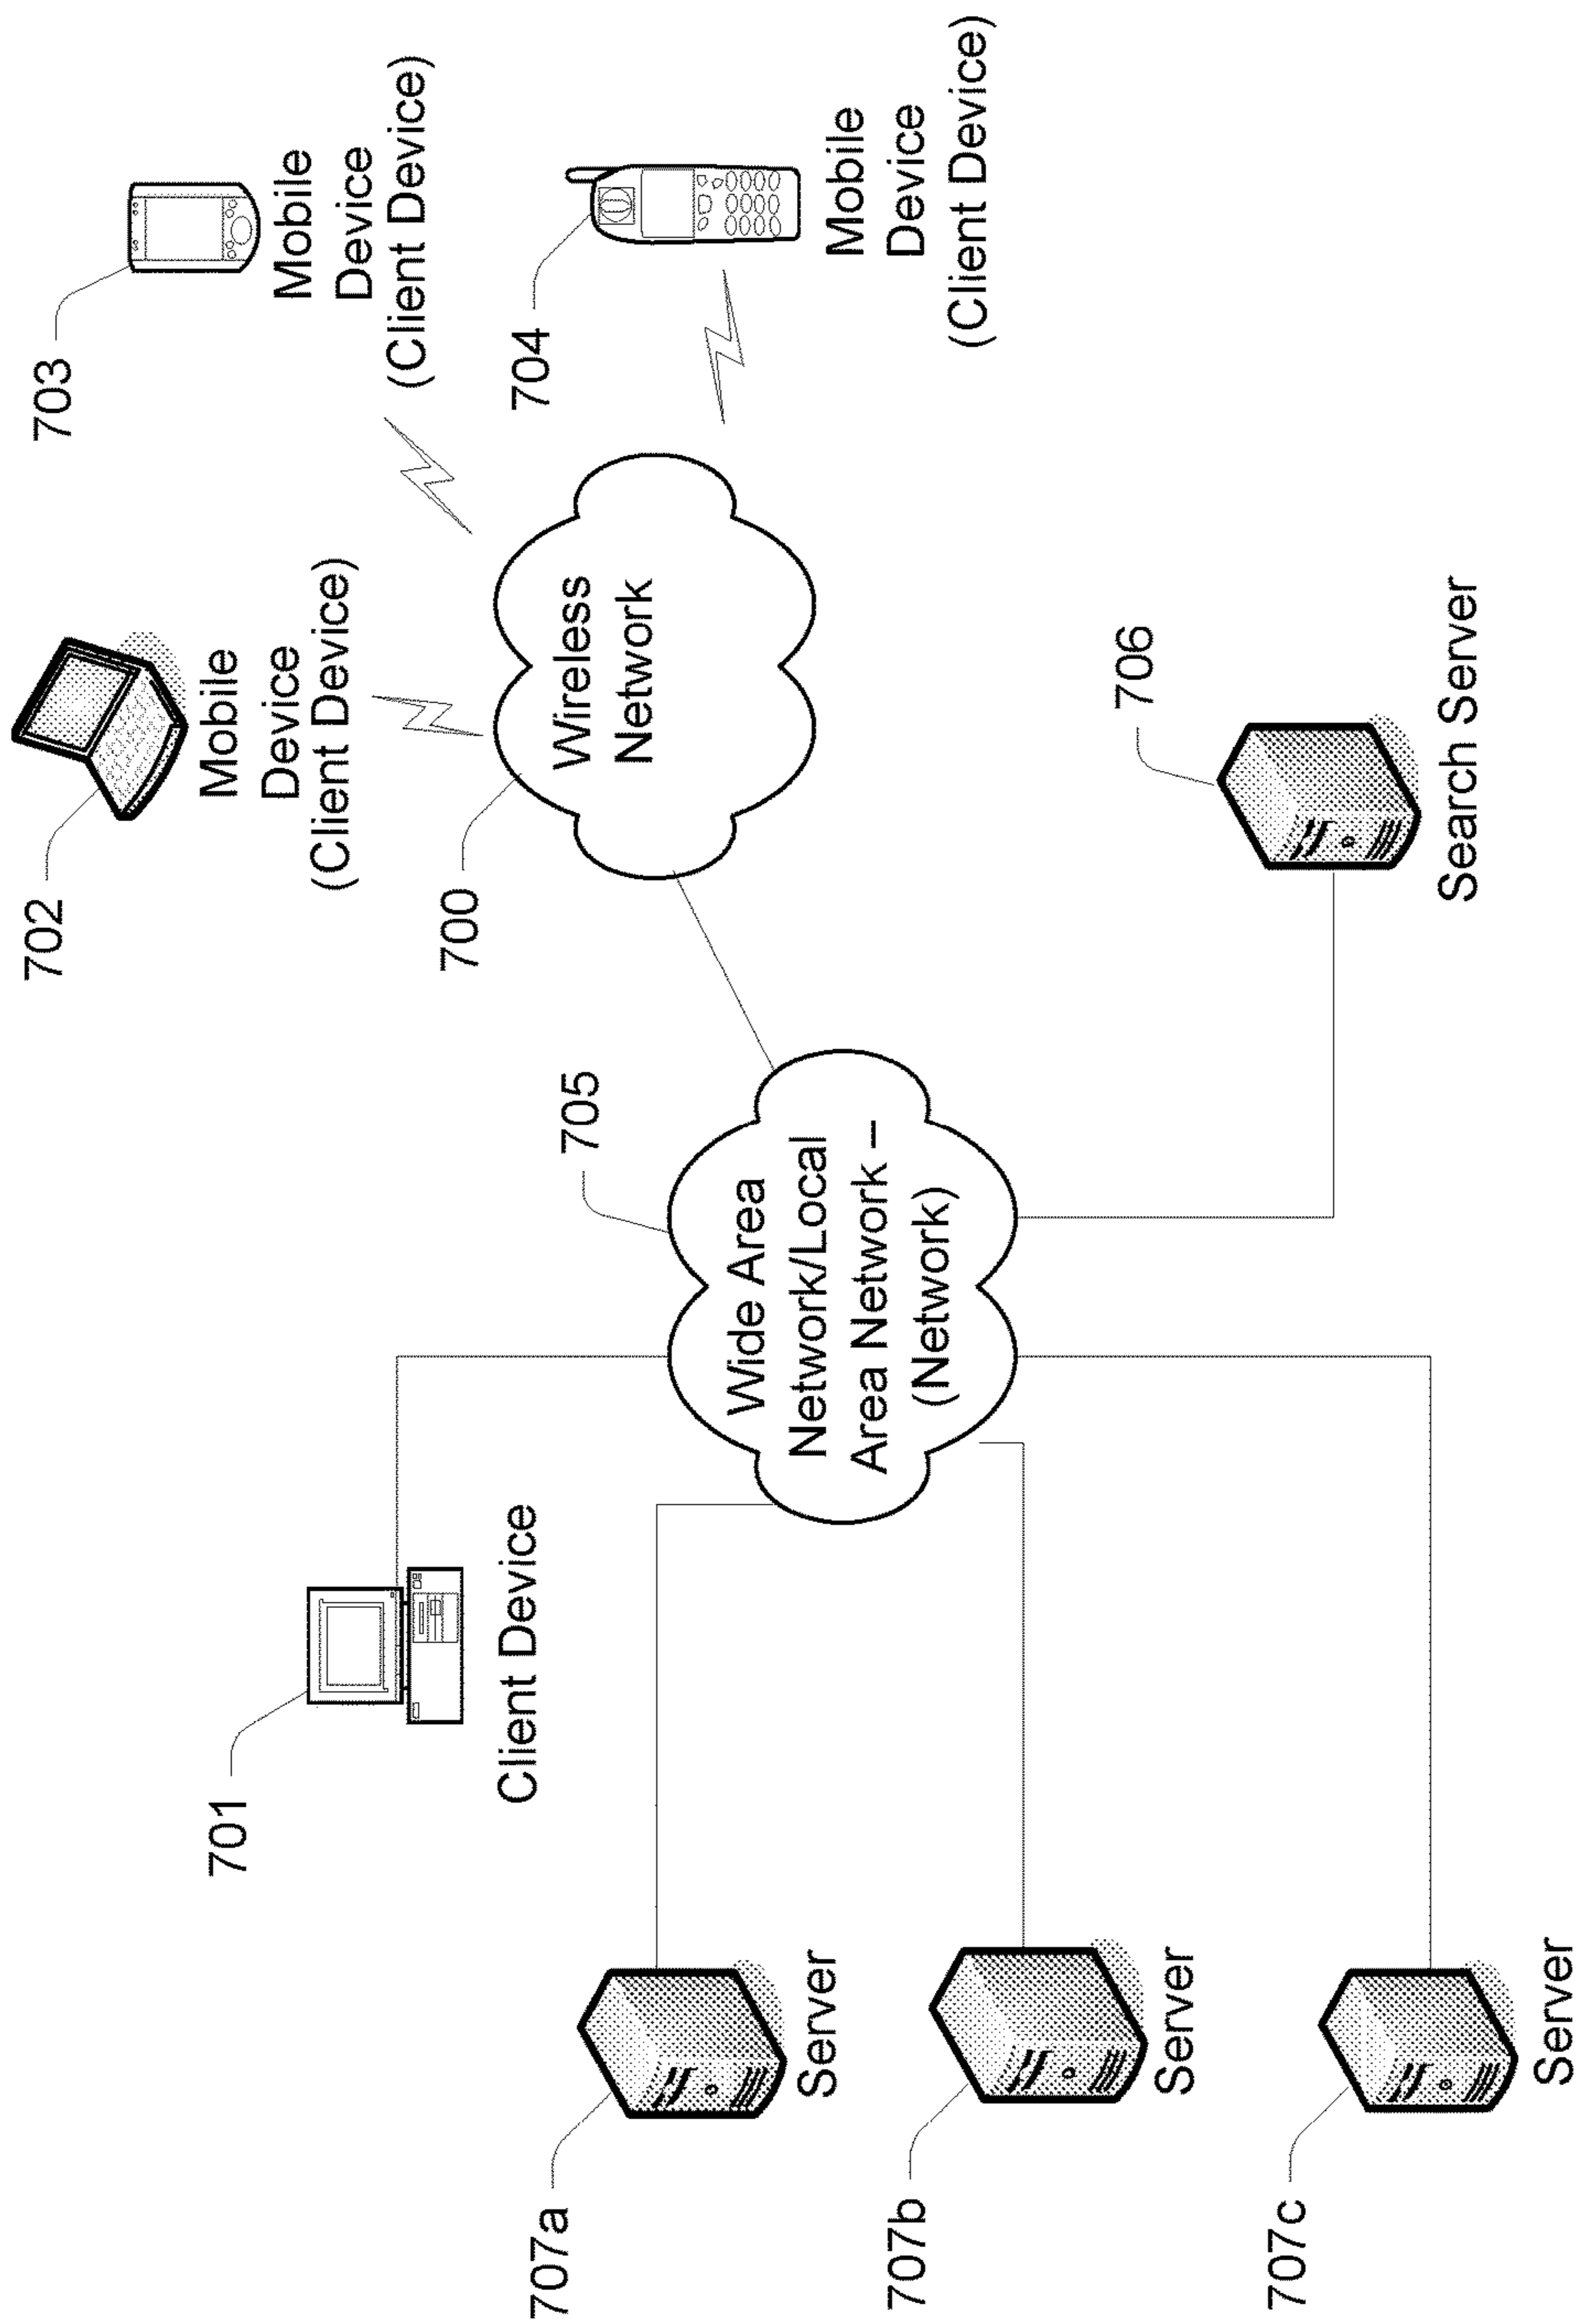 702
Mobile
Device
(Client Device)
703
Mobile
Device
(Client Device)
701
Client Device
700
Wireless
Network
704
Mobile
Device
(Client Device)
705
Wide Area
Network/Local
Area Network –
(Network)
707a
Server
707b
Server
707c
Server
706
Search Server